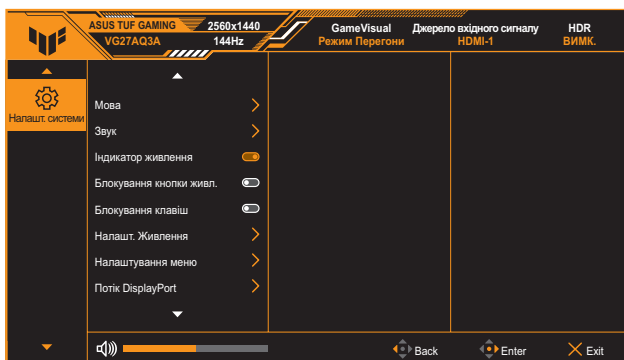 ASUS TUF GAMING 2560x1440 GameVisual Джерело вхідного сигналу HDR
VG27AQ3A 144Hz Режим Перегони HDMI-1 ВИМК.
Налашт. системи
Мова
Звук
Індикатор живлення
Блокування кнопки живл.
Блокування клавіш
Налашт. Живлення
Налаштування меню
Потік DisplayPort
Back Enter Exit